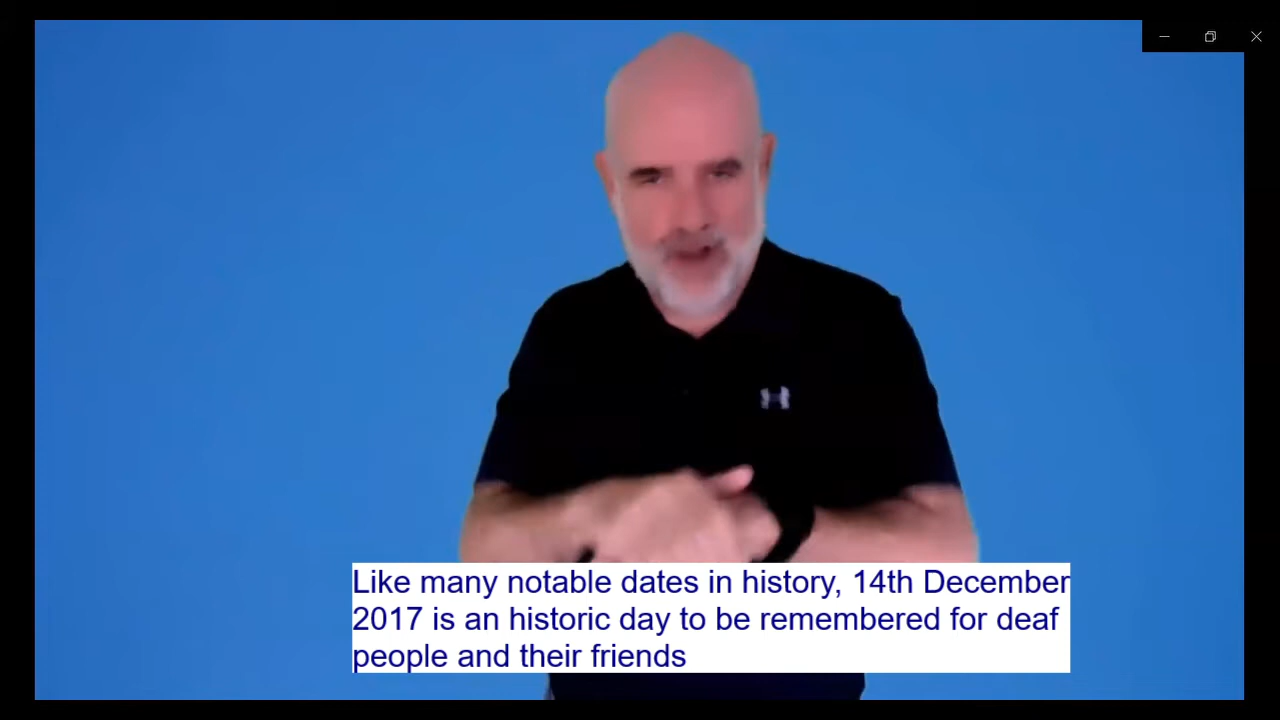 Like many notable dates in history, 14th December
2017 is an historic day to be remembered for deaf
people and their friends